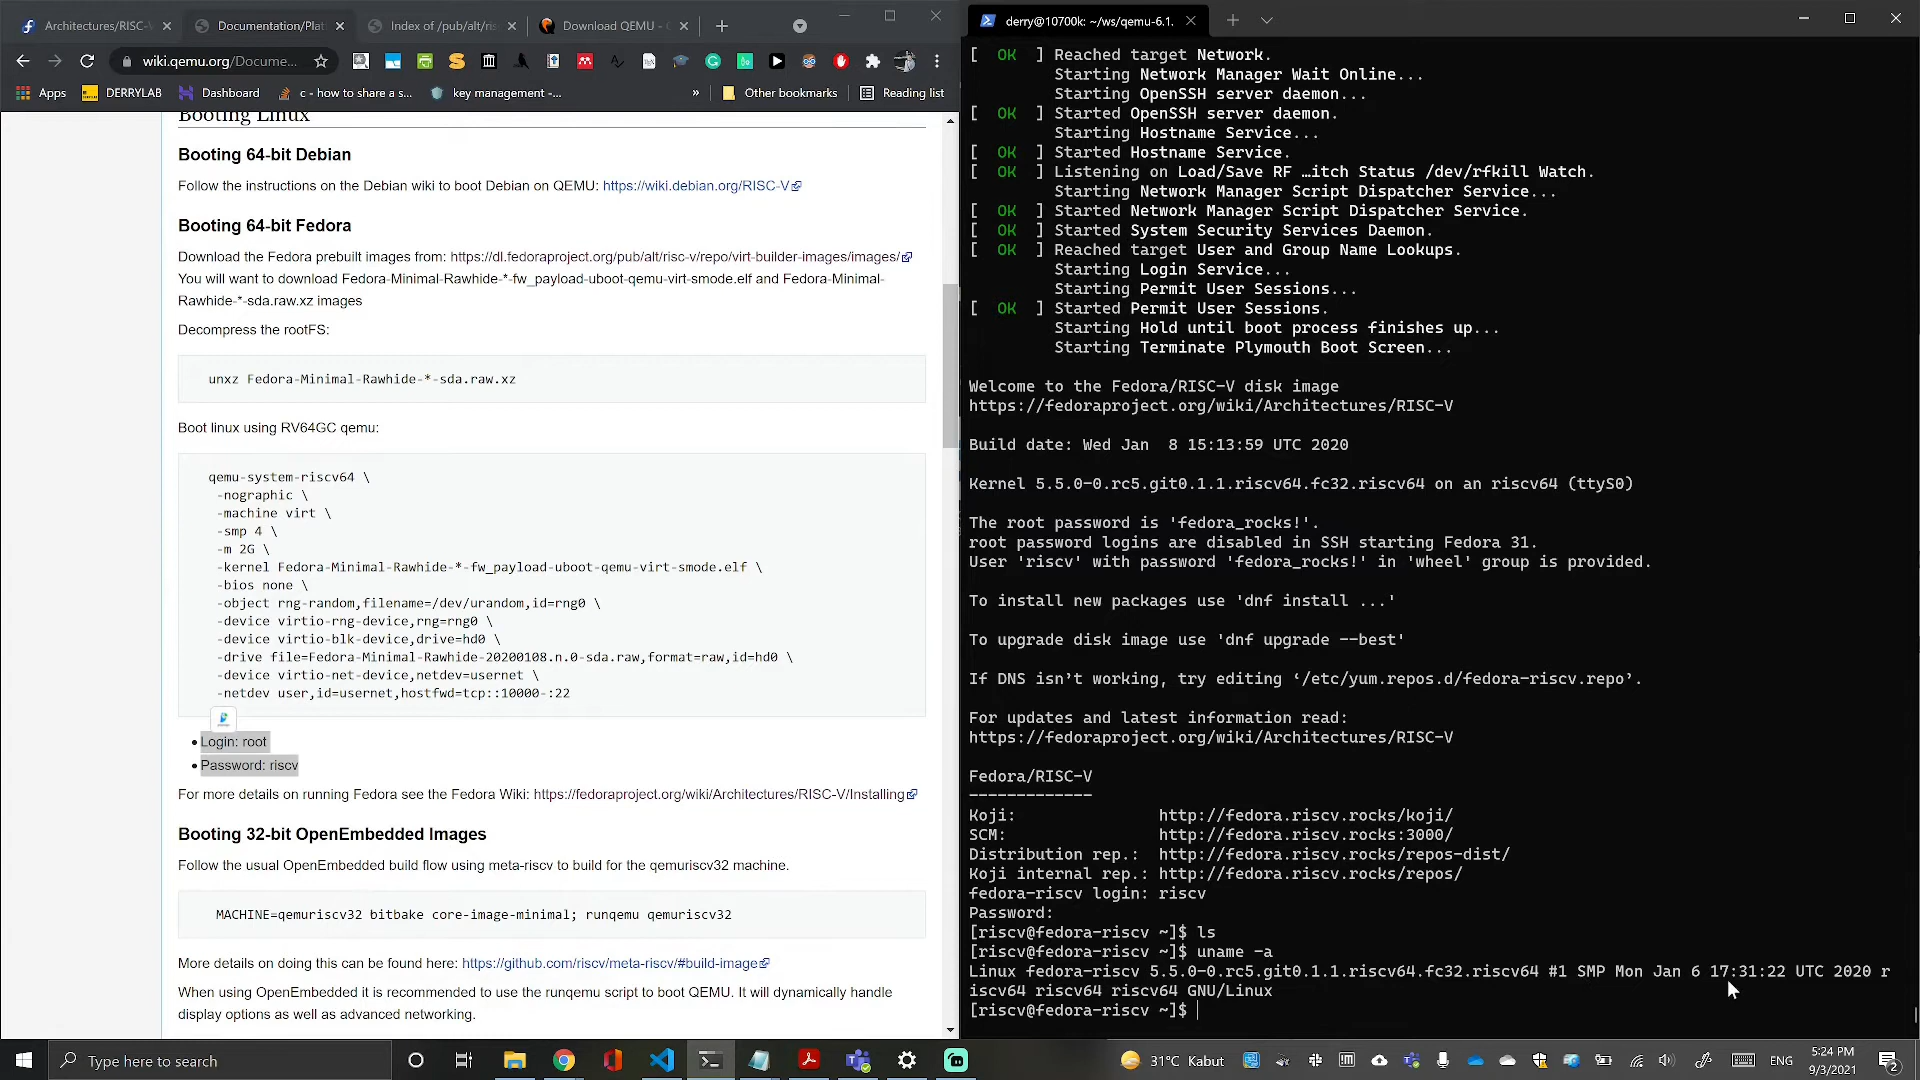 Architectures/RISC-V
Documentation/Plat
Index of /pub/alt/ris
Download QEMU -
wiki.qemu.org/Docume...
Apps
DERRYLAB
Dashboard
c - how to share a s...
key management -...
»
Other bookmarks
Reading list
Booting Linux
Booting 64-bit Debian
Follow the instructions on the Debian wiki to boot Debian on QEMU: https://wiki.debian.org/RISC-V
Booting 64-bit Fedora
Download the Fedora prebuilt images from: https://dl.fedoraproject.org/pub/alt/risc-v/repo/virt-builder-images/images/
You will want to download Fedora-Minimal-Rawhide-*-fw_payload-uboot-qemu-virt-smode.elf and Fedora-Minimal-
Rawhide-*-sda.raw.xz images
Decompress the rootFS:
unxz Fedora-Minimal-Rawhide-*-sda.raw.xz
Boot linux using RV64GC qemu:
qemu-system-riscv64 \
-nographic \
-machine virt \
-smp 4 \
-m 2G \
-kernel Fedora-Minimal-Rawhide-*-fw_payload-uboot-qemu-virt-smode.elf \
-bios none \
-object rng-random,filename=/dev/urandom,id=rng0 \
-device virtio-rng-device,rng=rng0 \
-device virtio-blk-device,drive=hd0 \
-drive file=Fedora-Minimal-Rawhide-20200108.n.0-sda.raw,format=raw,id=hd0 \
-device virtio-net-device,netdev=usernet \
-netdev user,id=usernet,hostfwd=tcp::10000-:22
• Login: root
• Password: riscv
For more details on running Fedora see the Fedora Wiki: https://fedoraproject.org/wiki/Architectures/RISC-V/Installing
Booting 32-bit OpenEmbedded Images
Follow the usual OpenEmbedded build flow using meta-riscv to build for the qemuriscv32 machine.
MACHINE=qemuriscv32 bitbake core-image-minimal; runqemu qemuriscv32
More details on doing this can be found here: https://github.com/riscv/meta-riscv/#build-image
When using OpenEmbedded it is recommended to use the runqemu script to boot QEMU. It will dynamically handle
display options as well as advanced networking.
derry@10700k: ~/ws/qemu-6.1.
[ OK ] Reached target Network.
Starting Network Manager Wait Online...
Starting OpenSSH server daemon...
[ OK ] Started OpenSSH server daemon.
Starting Hostname Service...
[ OK ] Started Hostname Service.
[ OK ] Listening on Load/Save RF …itch Status /dev/rfkill Watch.
Starting Network Manager Script Dispatcher Service...
[ OK ] Started Network Manager Script Dispatcher Service.
[ OK ] Started System Security Services Daemon.
[ OK ] Reached target User and Group Name Lookups.
Starting Login Service...
Starting Permit User Sessions...
[ OK ] Started Permit User Sessions.
Starting Hold until boot process finishes up...
Starting Terminate Plymouth Boot Screen...
Welcome to the Fedora/RISC-V disk image
https://fedoraproject.org/wiki/Architectures/RISC-V
Build date: Wed Jan  8 15:13:59 UTC 2020
Kernel 5.5.0-0.rc5.git0.1.1.riscv64.fc32.riscv64 on an riscv64 (ttyS0)
The root password is 'fedora_rocks!'.
root password logins are disabled in SSH starting Fedora 31.
User 'riscv' with password 'fedora_rocks!' in 'wheel' group is provided.
To install new packages use 'dnf install ...'
To upgrade disk image use 'dnf upgrade --best'
If DNS isn’t working, try editing ‘/etc/yum.repos.d/fedora-riscv.repo’.
For updates and latest information read:
https://fedoraproject.org/wiki/Architectures/RISC-V
Fedora/RISC-V
-------------
Koji: http://fedora.riscv.rocks/koji/
SCM: http://fedora.riscv.rocks:3000/
Distribution rep.: http://fedora.riscv.rocks/repos-dist/
Koji internal rep.: http://fedora.riscv.rocks/repos/
fedora-riscv login: riscv
Password:
[riscv@fedora-riscv ~]$ ls
[riscv@fedora-riscv ~]$ uname -a
Linux fedora-riscv 5.5.0-0.rc5.git0.1.1.riscv64.fc32.riscv64 #1 SMP Mon Jan 6 17:31:22 UTC 2020 r
iscv64 riscv64 riscv64 GNU/Linux
[riscv@fedora-riscv ~]$
Type here to search
31°C Kabut
ENG
5:24 PM
9/3/2021
2